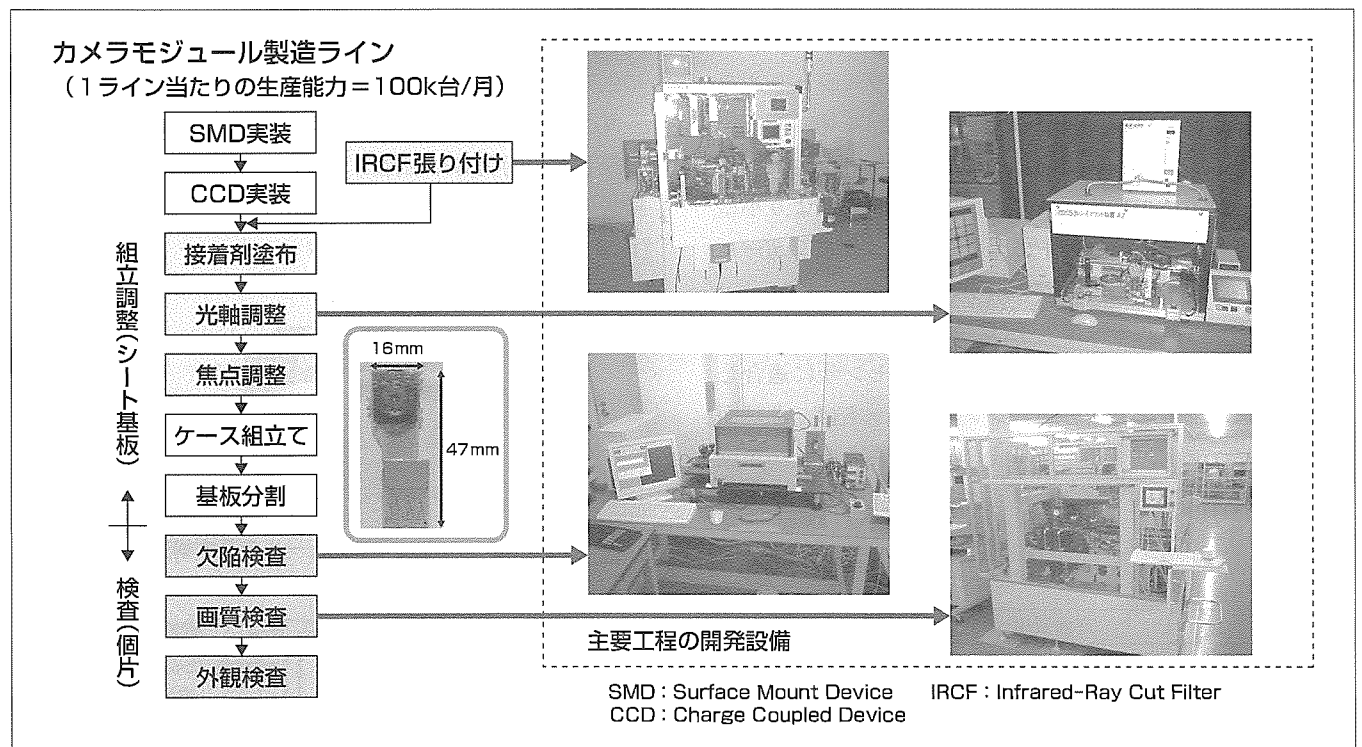 カメラモジュール製造ライン
（1ライン当たりの生産能力＝100k台/月）
SMD実装
CCD実装
IRCF張り付け
接着剤塗布
光軸調整
焦点調整
ケース組立て
基板分割
欠陥検査
画質検査
外観検査
組立調整(シート基板)
検査(個片)
16mm
47mm
主要工程の開発設備
SMD：Surface Mount Device
IRCF：Infrared-Ray Cut Filter
CCD：Charge Coupled Device